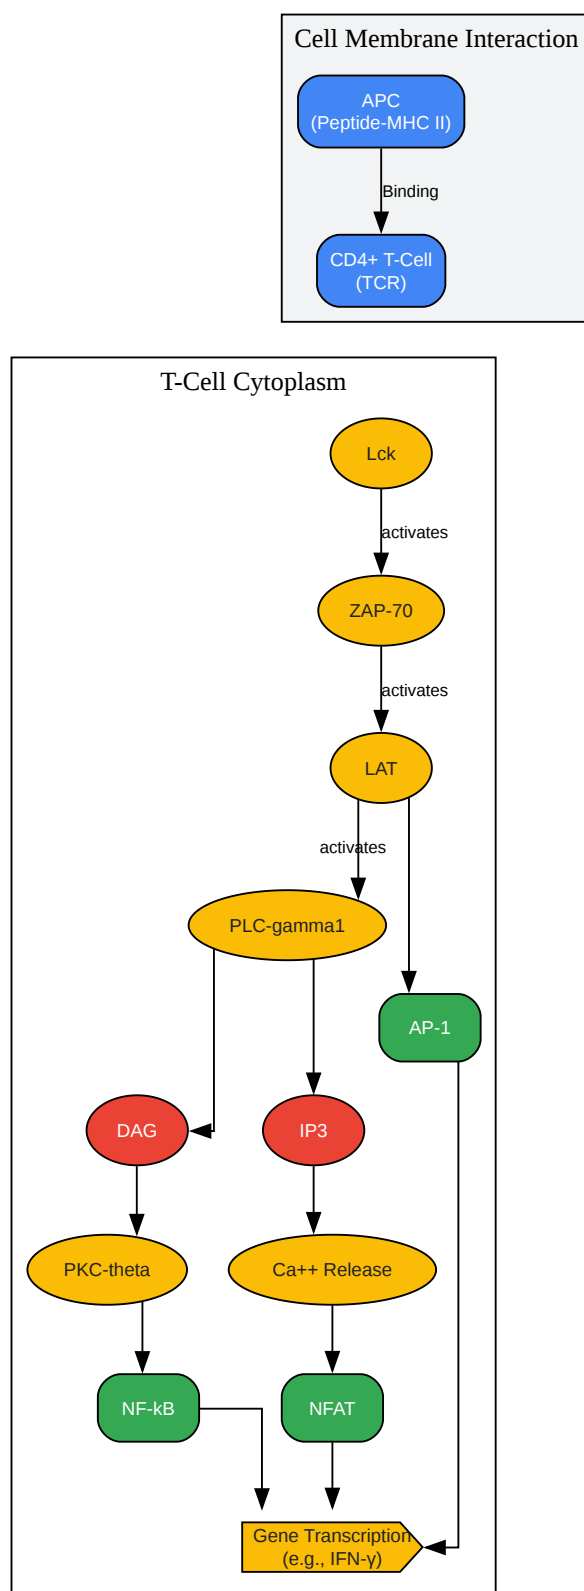 Cell Membrane Interaction
APC
(Peptide-MHC II)
Binding
CD4+ T-Cell
(TCR)
T-Cell Cytoplasm
Lck
activates
ZAP-70
activates
LAT
activates
PLC-gamma1
AP-1
DAG
IP3
PKC-theta
Ca++ Release
NF-kB
NFAT
Gene Transcription
(e.g., IFN-γ)